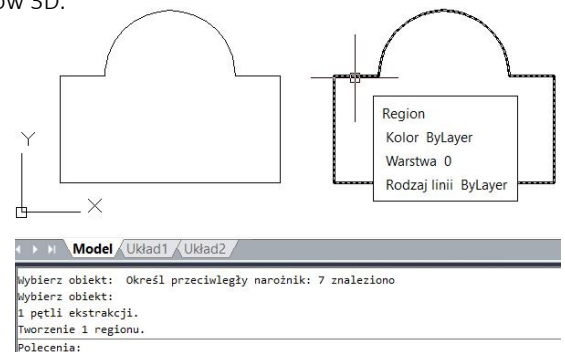 ów 3D.
Y
X
Region
Kolor ByLayer
Warstwa 0
Rodzaj linii ByLayer
Model Układ1 Układ2
Wybierz obiekt: Określ przeciwległy narożnik: 7 znaleziono
Wybierz obiekt:
1 pętli ekstrakcji.
Tworzenie 1 regionu.
Polecenia: